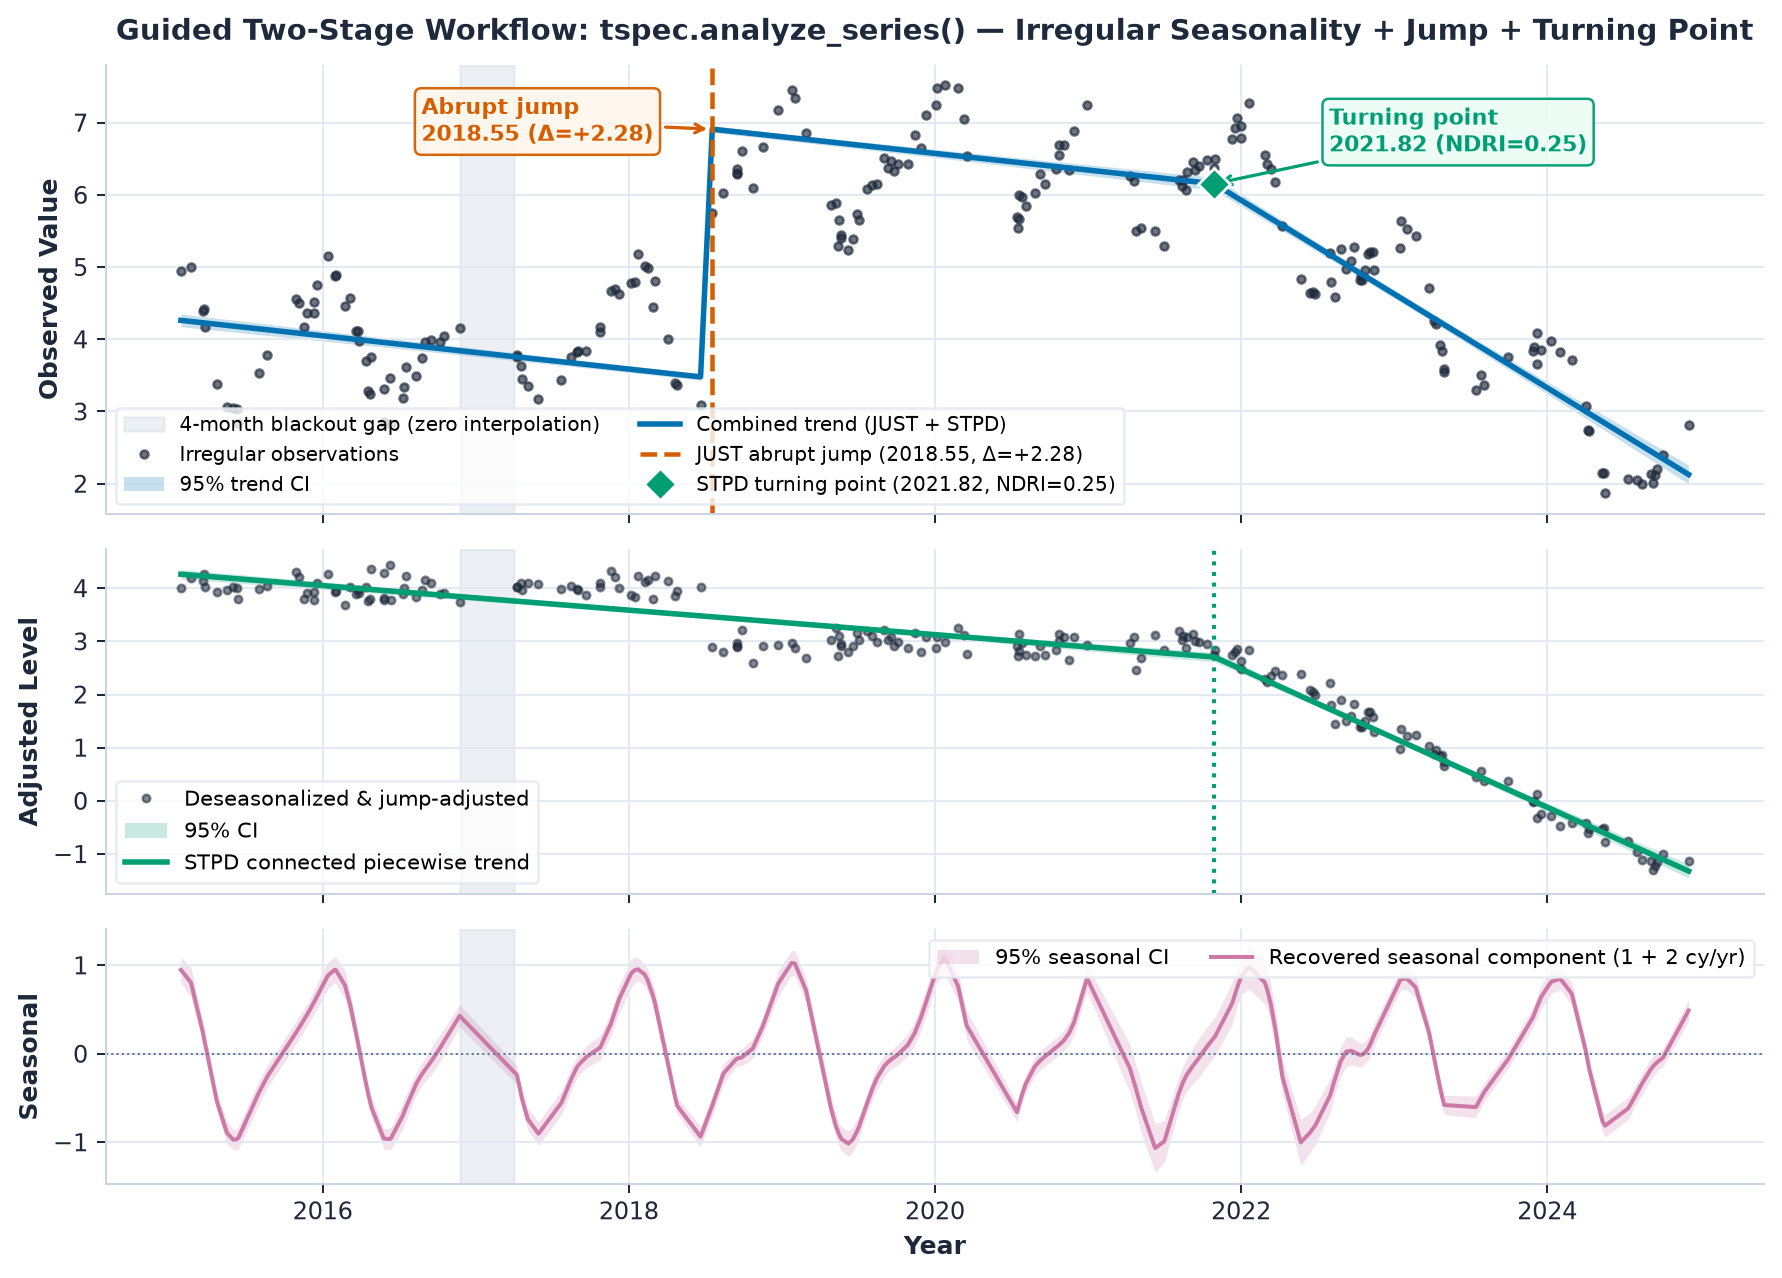 Guided Two-Stage Workflow: tspec.analyze_series() — Irregular Seasonality + Jump + Turning Point
Observed Value
7
6
5
4
3
2
Abrupt jump
2018.55 (Δ=+2.28)
Turning point
2021.82 (NDRI=0.25)
4-month blackout gap (zero interpolation)
Irregular observations
95% trend CI
Combined trend (JUST + STPD)
JUST abrupt jump (2018.55, Δ=+2.28)
STPD turning point (2021.82, NDRI=0.25)
Adjusted Level
4
3
2
1
0
−1
Deseasonalized & jump-adjusted
95% CI
STPD connected piecewise trend
Seasonal
1
0
−1
95% seasonal CI
Recovered seasonal component (1 + 2 cy/yr)
2016
2018
2020
2022
2024
Year